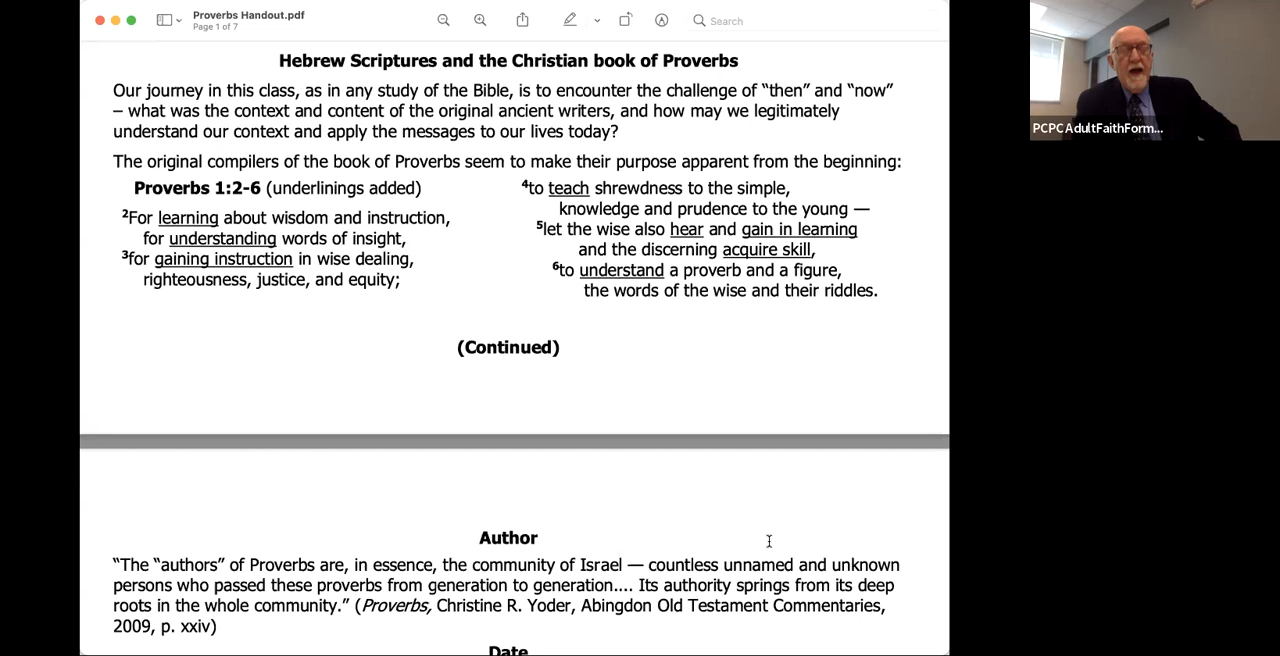 Proverbs Handout.pdf
Page 1 of 7
Search
Hebrew Scriptures and the Christian book of Proverbs
Our journey in this class, as in any study of the Bible, is to encounter the challenge of “then” and “now”
– what was the context and content of the original ancient writers, and how may we legitimately
understand our context and apply the messages to our lives today?
The original compilers of the book of Proverbs seem to make their purpose apparent from the beginning:
Proverbs 1:2-6 (underlinings added)
²For learning about wisdom and instruction,
for understanding words of insight,
³for gaining instruction in wise dealing,
righteousness, justice, and equity;
⁴to teach shrewdness to the simple,
knowledge and prudence to the young —
⁵let the wise also hear and gain in learning
and the discerning acquire skill,
⁶to understand a proverb and a figure,
the words of the wise and their riddles.
(Continued)
Author
“The “authors” of Proverbs are, in essence, the community of Israel — countless unnamed and unknown
persons who passed these proverbs from generation to generation.... Its authority springs from its deep
roots in the whole community.” (Proverbs, Christine R. Yoder, Abingdon Old Testament Commentaries,
2009, p. xxiv)
Date
PCPC AdultFaithForm...